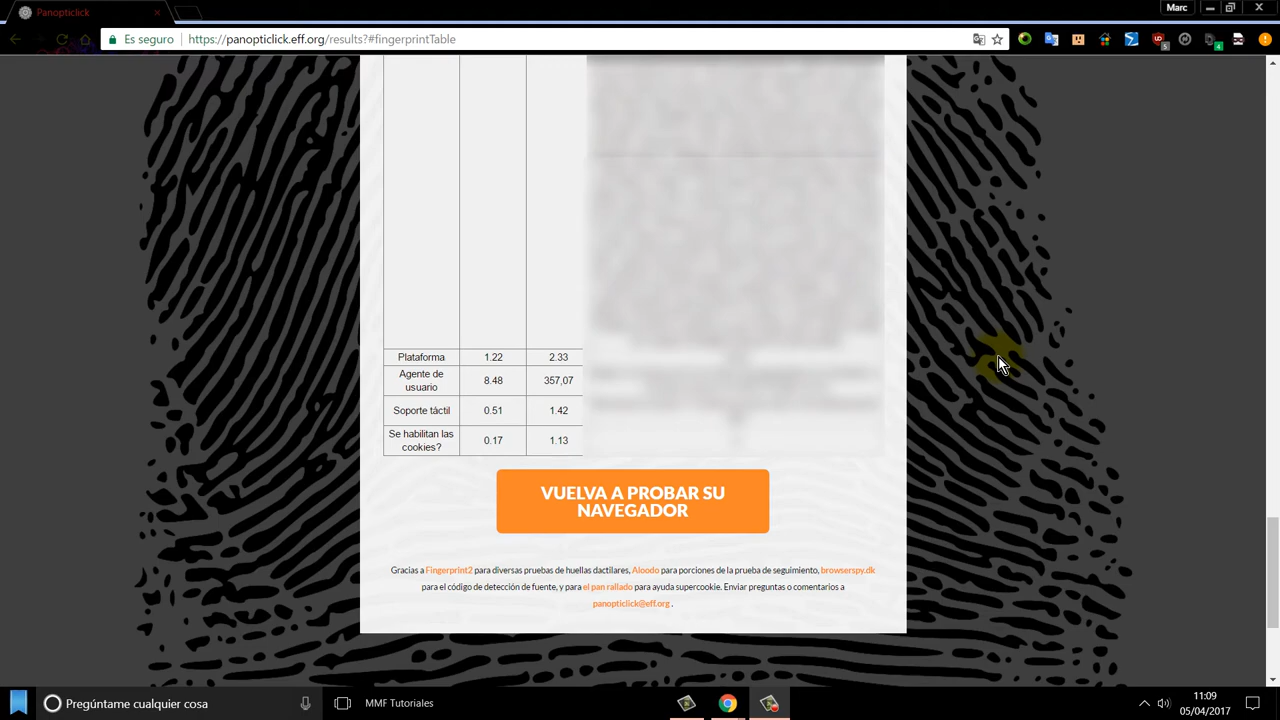 Panopticlick
Marc
Es seguro
https://panopticlick.eff.org/results?#fingerprintTable
5
4
Plataforma 1.22 2.33
Agente de
usuario 8.48 357,07
Soporte táctil 0.51 1.42
Se habilitan las
cookies? 0.17 1.13
VUELVA A PROBAR SU
NAVEGADOR
Gracias a Fingerprint2 para diversas pruebas de huellas dactilares, Aloodo para porciones de la prueba de seguimiento, browserspy.dk
para el código de detección de fuente, y para el pan rallado para ayuda supercookie. Enviar preguntas o comentarios a
panopticlick@eff.org .
Pregúntame cualquier cosa
MMF Tutoriales
11:09
05/04/2017